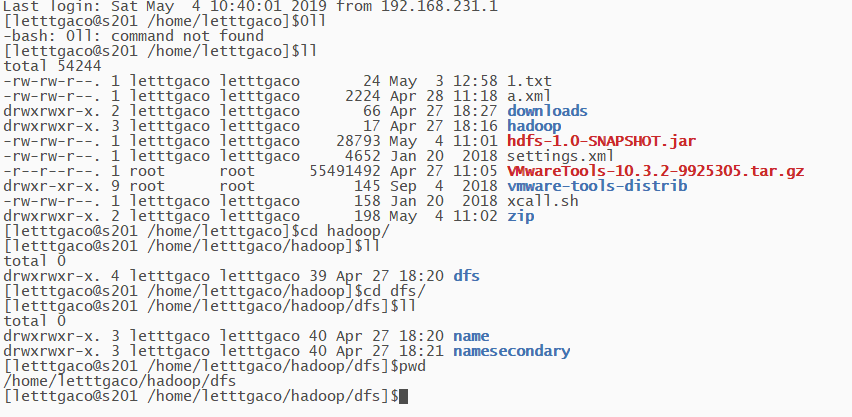 Last login: Sat May  4 10:40:01 2019 from 192.168.231.1
[letttgaco@s201 /home/letttgaco]$0ll
-bash: 0ll: command not found
[letttgaco@s201 /home/letttgaco]$ll
total 54244
-rw-rw-r--. 1 letttgaco letttgaco       24 May  3 12:58 1.txt
-rw-rw-r--. 1 letttgaco letttgaco     2224 Apr 28 11:18 a.xml
drwxrwxr-x. 2 letttgaco letttgaco       66 Apr 27 18:27 downloads
drwxrwxr-x. 3 letttgaco letttgaco       17 Apr 27 18:16 hadoop
-rw-rw-r--. 1 letttgaco letttgaco    28793 May  4 11:01 hdfs-1.0-SNAPSHOT.jar
-rw-rw-r--. 1 letttgaco letttgaco     4652 Jan 20  2018 settings.xml
-r--r--r--. 1 root      root      55491492 Apr 27 11:05 VMwareTools-10.3.2-9925305.tar.gz
drwxr-xr-x. 9 root      root           145 Sep  4  2018 vmware-tools-distrib
-rw-rw-r--. 1 letttgaco letttgaco      158 Jan 20  2018 xcall.sh
drwxrwxr-x. 2 letttgaco letttgaco      198 May  4 11:02 zip
[letttgaco@s201 /home/letttgaco]$cd hadoop/
[letttgaco@s201 /home/letttgaco/hadoop]$ll
total 0
drwxrwxr-x. 4 letttgaco letttgaco 39 Apr 27 18:20 dfs
[letttgaco@s201 /home/letttgaco/hadoop]$cd dfs/
[letttgaco@s201 /home/letttgaco/hadoop/dfs]$ll
total 0
drwxrwxr-x. 3 letttgaco letttgaco 40 Apr 27 18:20 name
drwxrwxr-x. 3 letttgaco letttgaco 40 Apr 27 18:21 namesecondary
[letttgaco@s201 /home/letttgaco/hadoop/dfs]$pwd
/home/letttgaco/hadoop/dfs
[letttgaco@s201 /home/letttgaco/hadoop/dfs]$